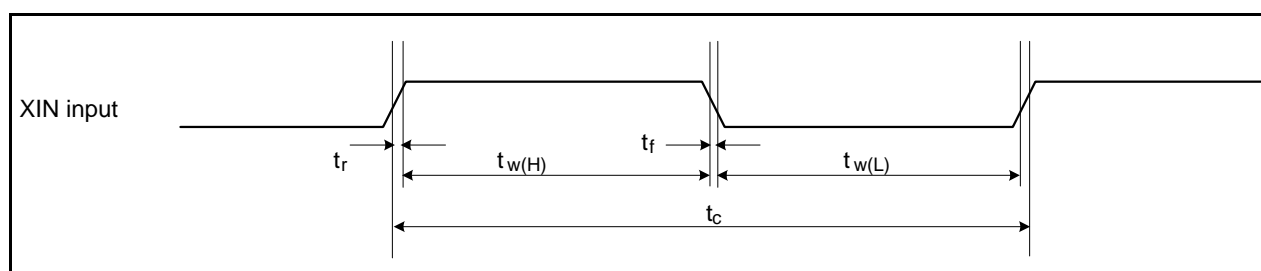 XIN input
tr
tw(H)
tf
tw(L)
tc